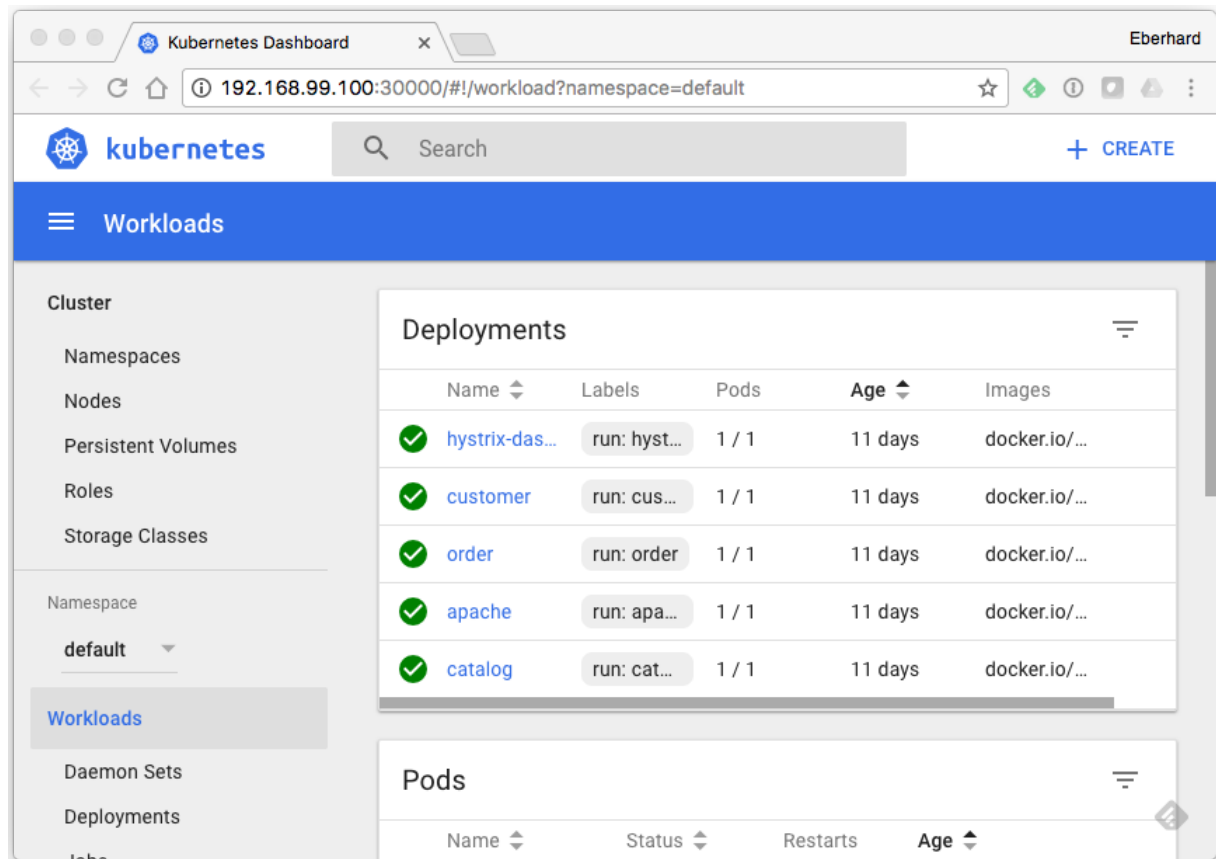 Kubernetes Dashboard
Eberhard
192.168.99.100:30000/#!/workload?namespace=default
kubernetes
Search
+ CREATE
Workloads
Cluster
Namespaces
Nodes
Persistent Volumes
Roles
Storage Classes
Namespace
default
Workloads
Daemon Sets
Deployments
Jobs
Deployments
Name Labels Pods Age Images
hystrix-das... run: hyst... 1 / 1 11 days docker.io/...
customer run: cus... 1 / 1 11 days docker.io/...
order run: order 1 / 1 11 days docker.io/...
apache run: apa... 1 / 1 11 days docker.io/...
catalog run: cat... 1 / 1 11 days docker.io/...
Pods
Name Status Restarts Age